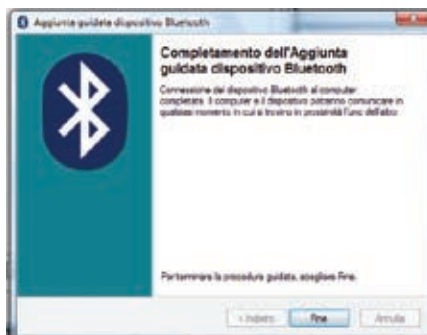 Aggiunta guidata dispositivo Bluetooth
Completamento dell'Aggiunta
guidata dispositivo Bluetooth
Connessione del dispositivo Bluetooth al computer
completata. Il computer e il dispositivo potranno comunicare in
qualsiasi momento in cui si trovino in prossimità l'uno dell'altro.
Per terminare la procedura guidata, scegliere Fine.
< Indietro Fine Annulla